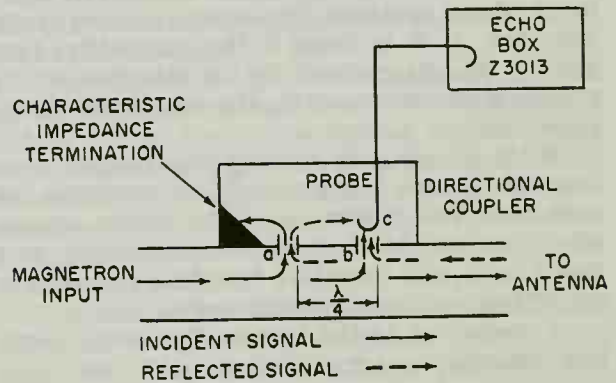 ECHO
BOX
Z3013
CHARACTERISTIC
IMPEDANCE
TERMINATION
PROBE
DIRECTIONAL
COUPLER
c
a
b
MAGNETRON
INPUT
TO
ANTENNA
λ
4
INCIDENT SIGNAL
REFLECTED SIGNAL